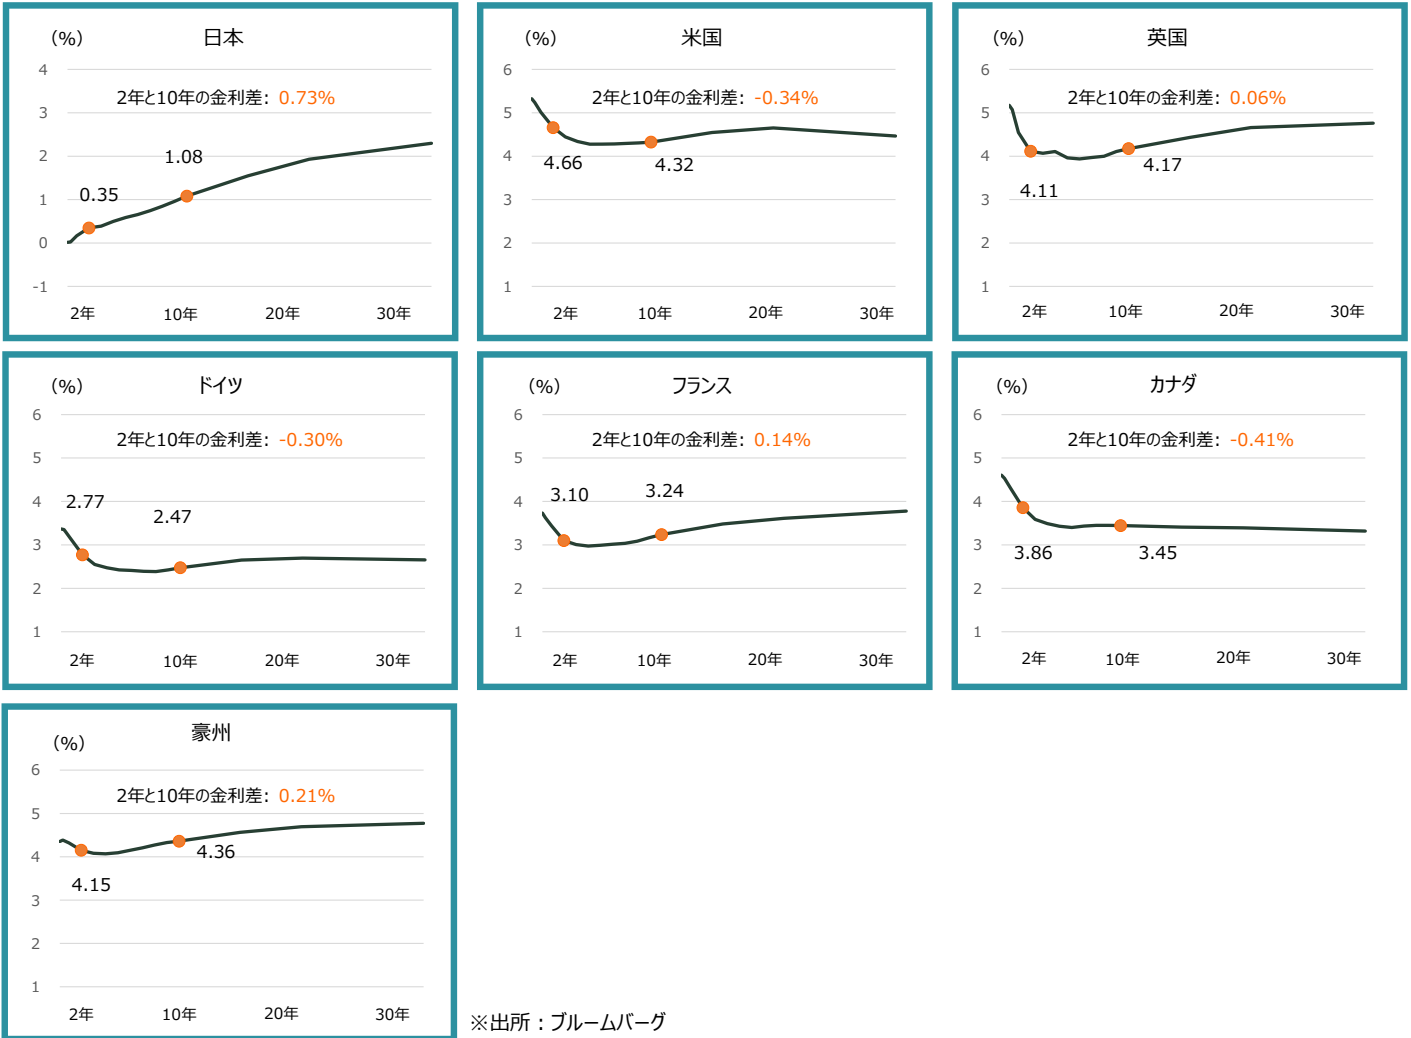 日本
(%)
2年と10年の金利差: 0.73%
4
3
2
1
0
-1
0.35
1.08
2年 10年 20年 30年
米国
(%)
2年と10年の金利差: -0.34%
6
5
4
3
2
1
4.66
4.32
2年 10年 20年 30年
英国
(%)
2年と10年の金利差: 0.06%
6
5
4
3
2
1
4.11
4.17
2年 10年 20年 30年
ドイツ
(%)
2年と10年の金利差: -0.30%
6
5
4
3
2
1
2.77
2.47
2年 10年 20年 30年
フランス
(%)
2年と10年の金利差: 0.14%
6
5
4
3
2
1
3.10
3.24
2年 10年 20年 30年
カナダ
(%)
2年と10年の金利差: -0.41%
6
5
4
3
2
1
3.86
3.45
2年 10年 20年 30年
豪州
(%)
2年と10年の金利差: 0.21%
6
5
4
3
2
1
4.15
4.36
2年 10年 20年 30年
※出所：ブルームバーグ